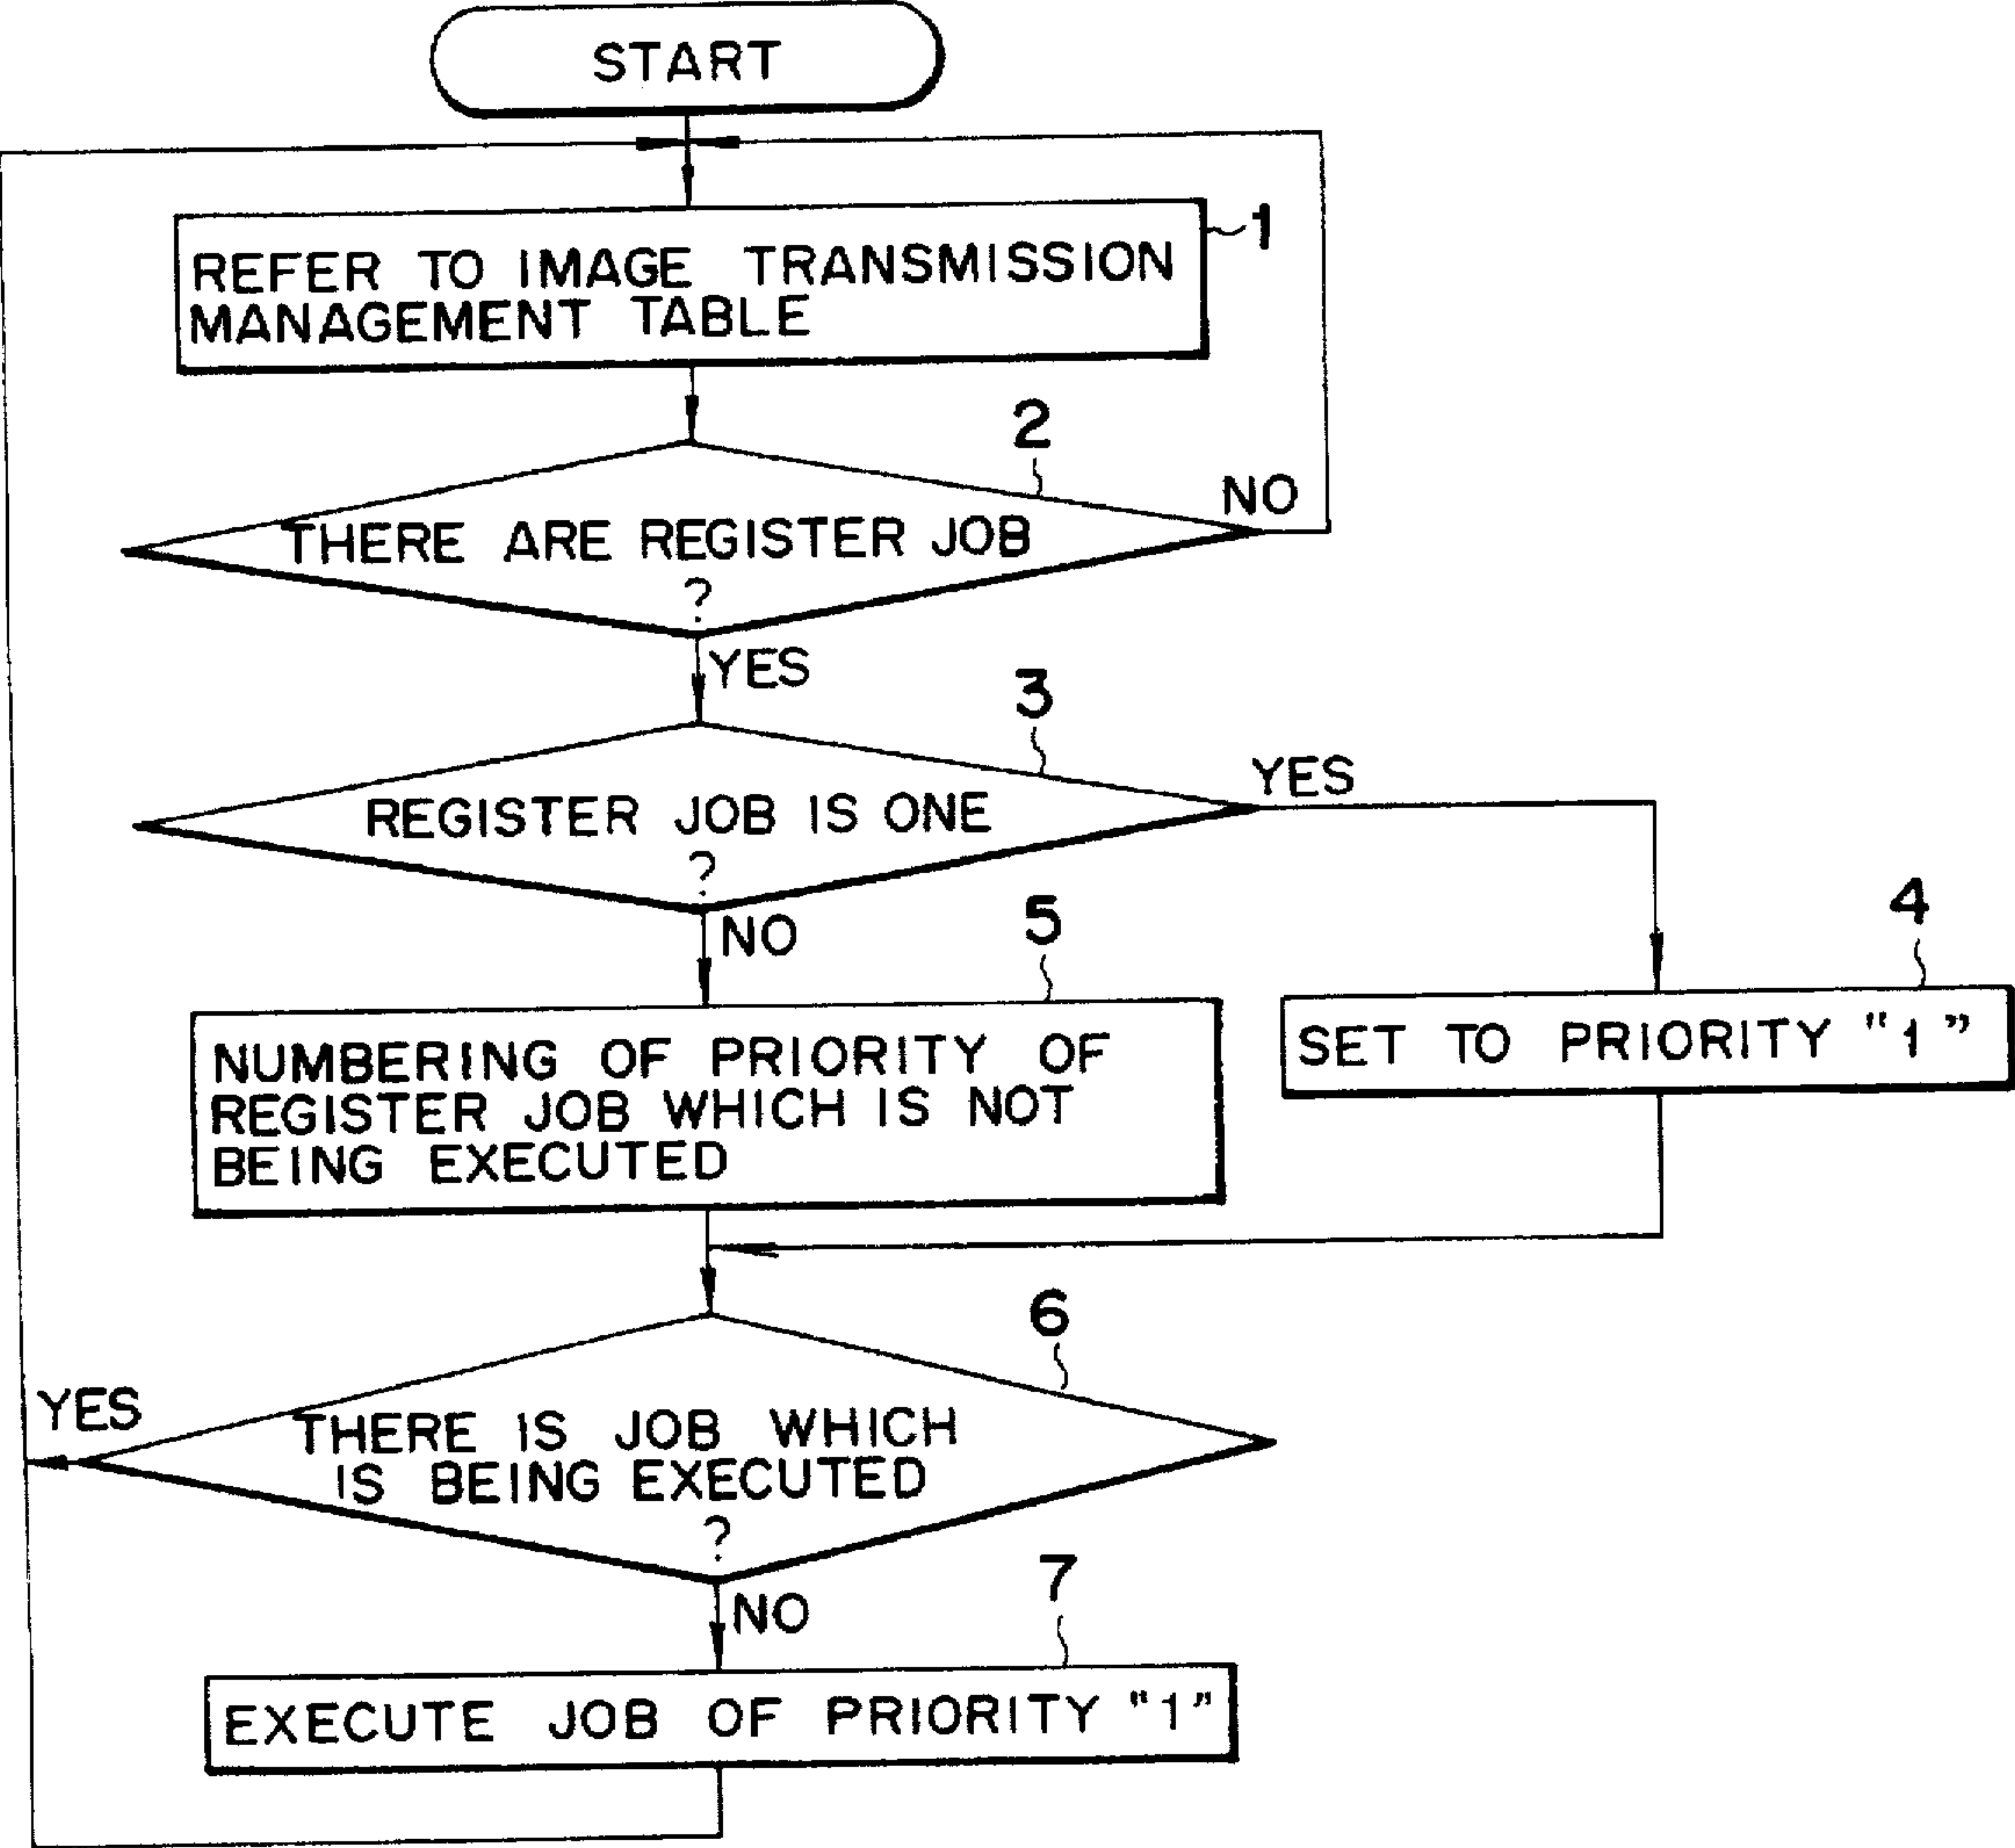 START
1
REFER TO IMAGE TRANSMISSION
MANAGEMENT TABLE
2
NO
THERE ARE REGISTER JOB
?
YES
3
YES
REGISTER JOB IS ONE
?
NO
5
4
NUMBERING OF PRIORITY OF
REGISTER JOB WHICH IS NOT
BEING EXECUTED
SET TO PRIORITY "1"
6
YES
THERE IS JOB WHICH
IS BEING EXECUTED
?
NO
7
EXECUTE JOB OF PRIORITY "1"